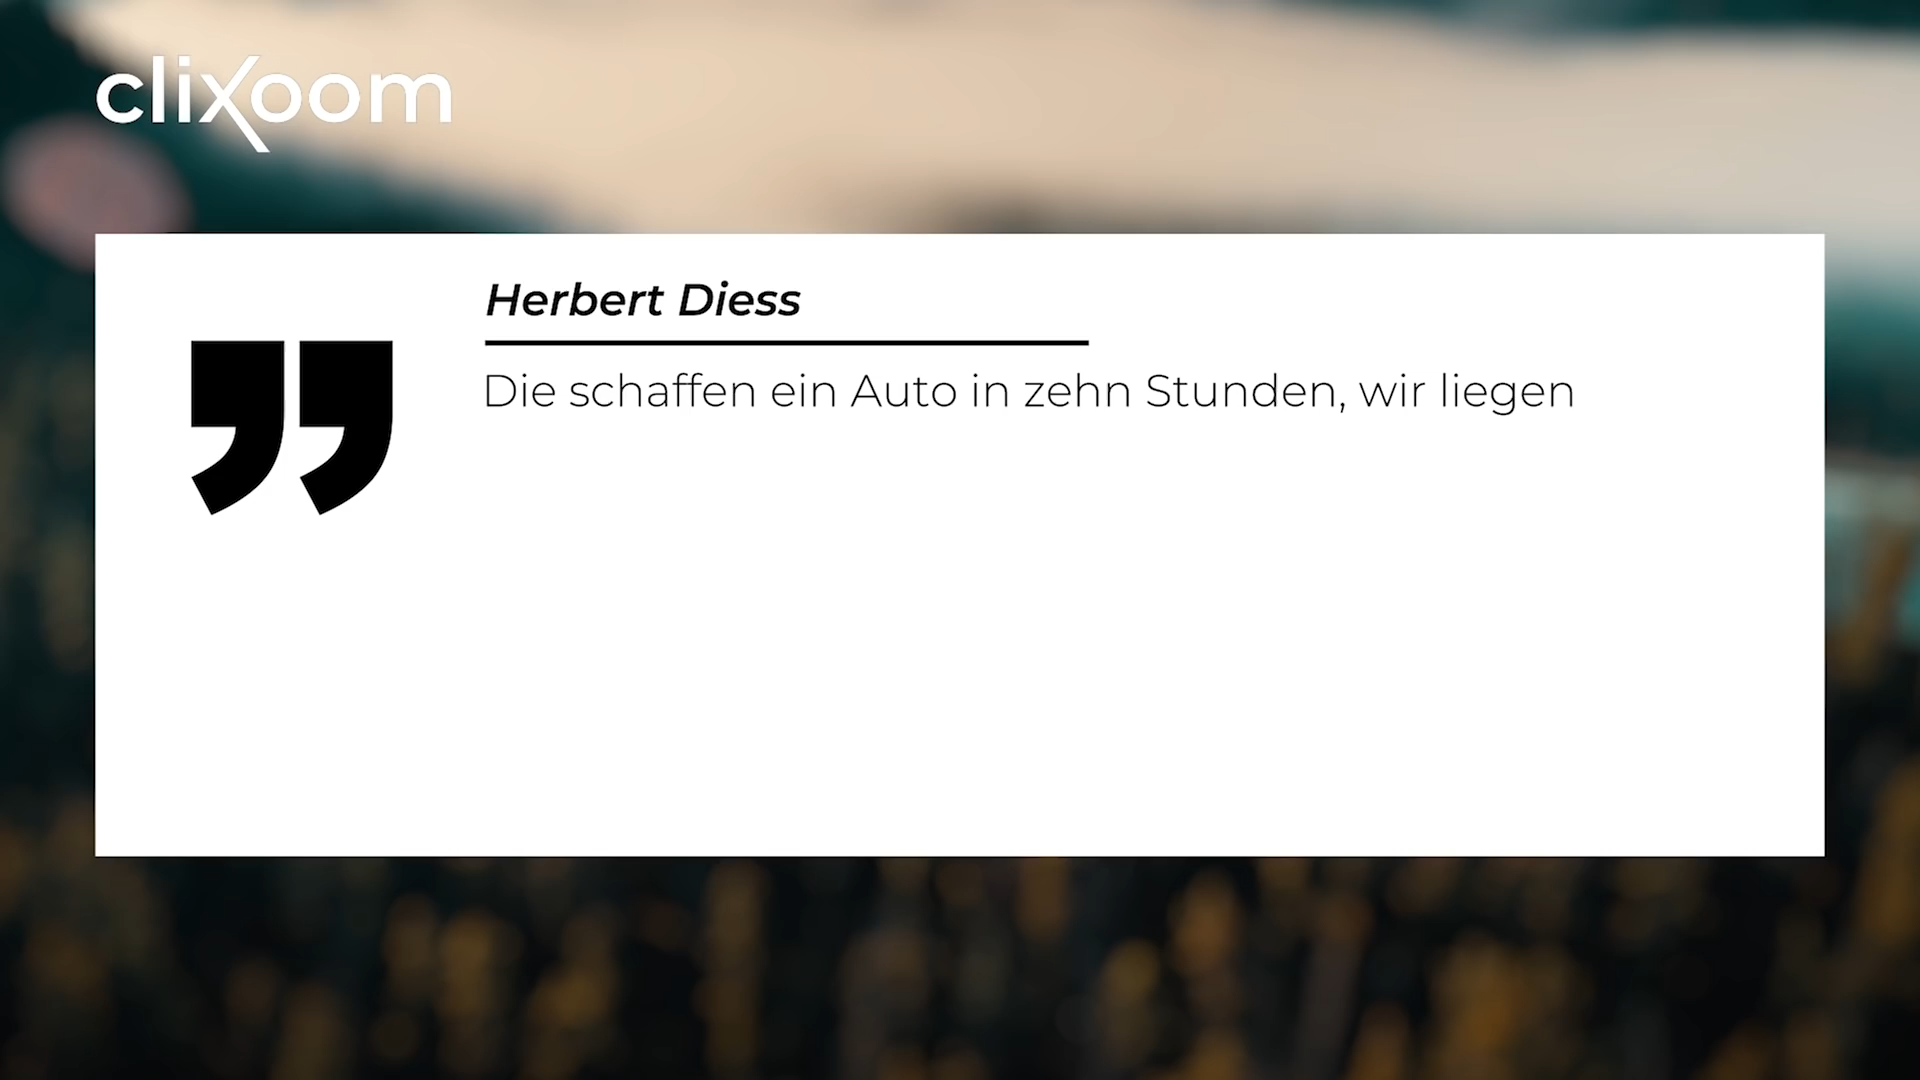 clixoom
Herbert Diess
Die schaffen ein Auto in zehn Stunden, wir liegen